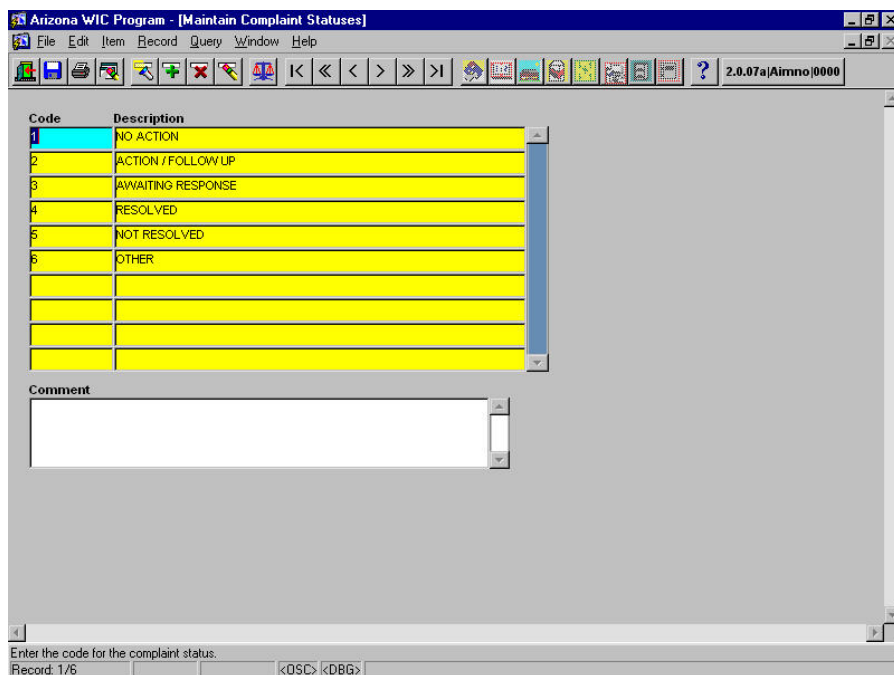 Arizona WIC Program - [Maintain Complaint Statuses]
File Edit Item Record Query Window Help
2.0.07a|Aimno|0000
Code Description
1 NO ACTION
2 ACTION / FOLLOW UP
3 AWAITING RESPONSE
4 RESOLVED
5 NOT RESOLVED
6 OTHER
Comment
Enter the code for the complaint status.
Record: 1/6 <OSC> <DBG>